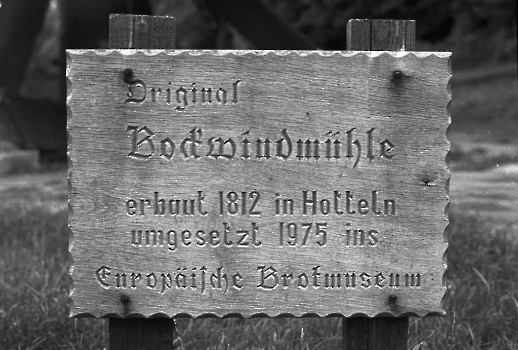 Original
Bockwindmühle
erbaut 1812 in Hotteln
umgesetzt 1975 ins
Europäische Brotmuseum